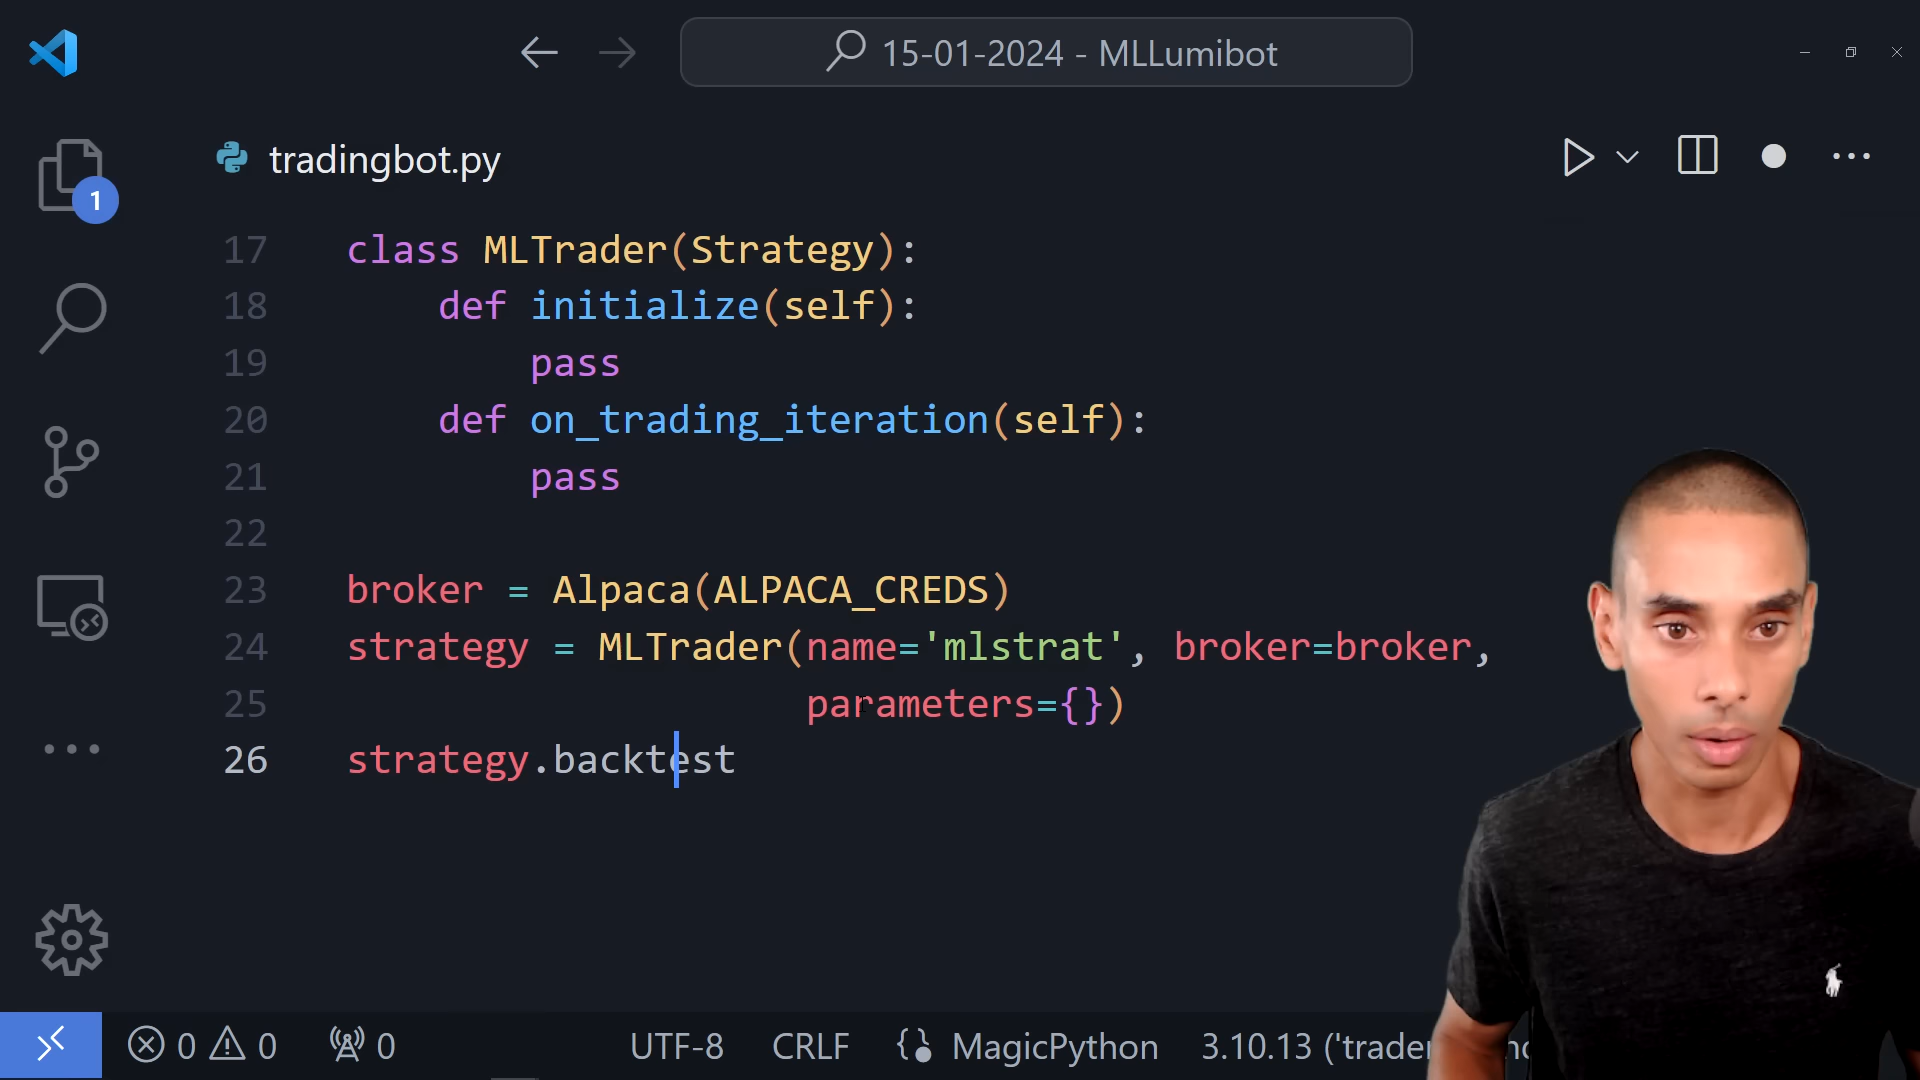 15-01-2024 - MLLumibot
tradingbot.py
1
17 class MLTrader(Strategy):
18 def initialize(self):
19 pass
20 def on_trading_iteration(self):
21 pass
22
23 broker = Alpaca(ALPACA_CREDS)
24 strategy = MLTrader(name='mlstrat', broker=broker,
25 parameters={})
26 strategy.backtest
0 0 0 UTF-8 CRLF MagicPython 3.10.13 ('trader